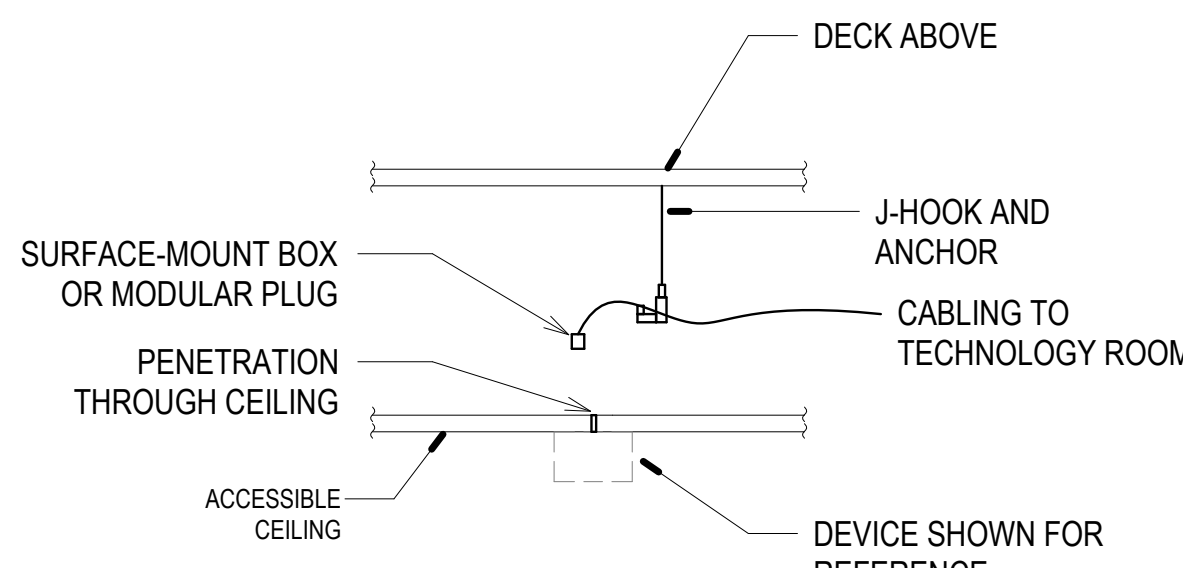 DECK ABOVE
J-HOOK AND
ANCHOR
SURFACE-MOUNT BOX
OR MODULAR PLUG
CABLING TO
TECHNOLOGY ROOM
PENETRATION
THROUGH CEILING
ACCESSIBLE
CEILING
DEVICE SHOWN FOR
REFERENCE